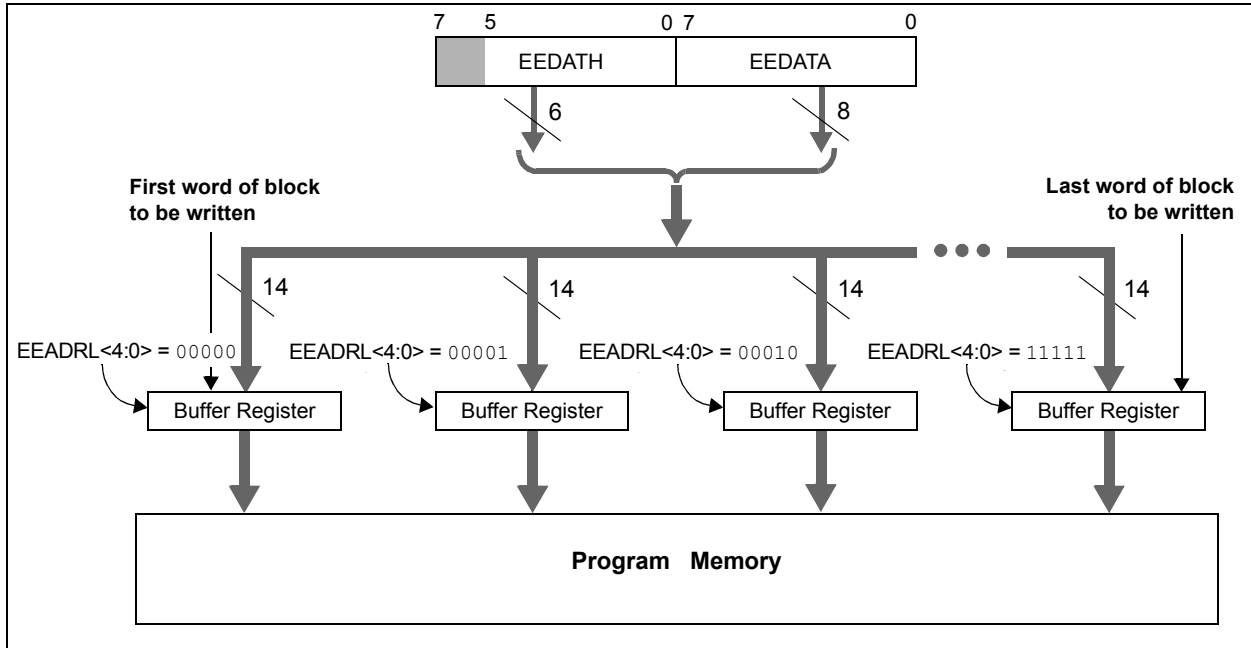 7 5 0 7 0
EEDATH EEDATA
6 8
First word of block
to be written
Last word of block
to be written
14 14 14 14
EEADRL<4:0> = 00000 EEADRL<4:0> = 00001 EEADRL<4:0> = 00010 EEADRL<4:0> = 11111
Buffer Register Buffer Register Buffer Register Buffer Register
Program Memory